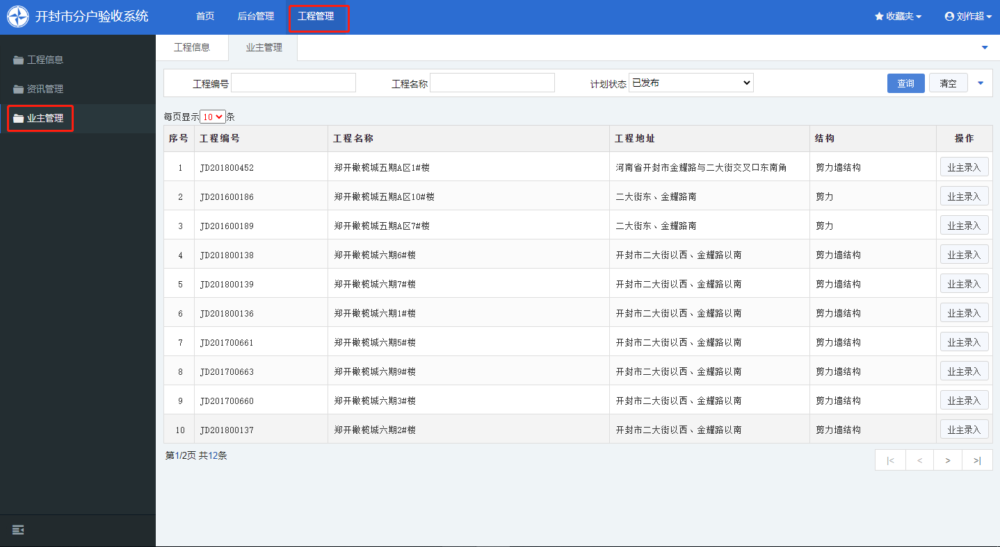 开封市分户验收系统 首页 后台管理 工程管理 收藏夹 刘作超
工程信息
资讯管理
业主管理
工程信息 业主管理
工程编号 工程名称 计划状态 已发布 查询 清空
每页显示 10 条
序号 工程编号 工程名称 工程地址 结构 操作
1 JD201800452 郑开橄榄城五期A区1#楼 河南省开封市金耀路与二大街交叉口东南角 剪力墙结构 业主录入
2 JD201600186 郑开橄榄城五期A区10#楼 二大街东、金耀路南 剪力 业主录入
3 JD201600189 郑开橄榄城五期A区7#楼 二大街东、金耀路南 剪力 业主录入
4 JD201800138 郑开橄榄城六期6#楼 开封市二大街以西、金耀路以南 剪力墙结构 业主录入
5 JD201800139 郑开橄榄城六期7#楼 开封市二大街以西、金耀路以南 剪力墙结构 业主录入
6 JD201800136 郑开橄榄城六期1#楼 开封市二大街以西、金耀路以南 剪力墙结构 业主录入
7 JD201700661 郑开橄榄城六期5#楼 开封市二大街以西、金耀路以南 剪力墙结构 业主录入
8 JD201700663 郑开橄榄城六期9#楼 开封市二大街以西、金耀路以南 剪力墙结构 业主录入
9 JD201700660 郑开橄榄城六期3#楼 开封市二大街以西、金耀路以南 剪力墙结构 业主录入
10 JD201800137 郑开橄榄城六期2#楼 开封市二大街以西、金耀路以南 剪力墙结构 业主录入
第1/2页 共12条 |< < > >|